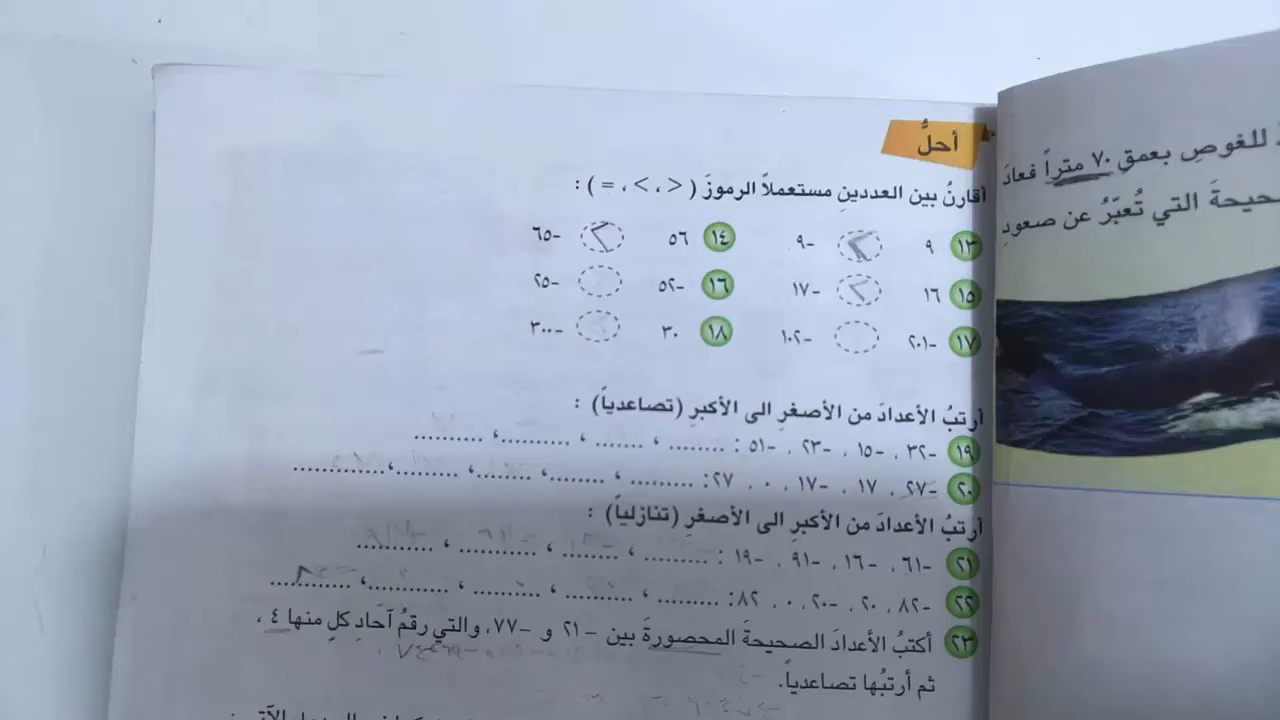 للغوصِ بعمقِ ٧٠ متراً فعادَ
التي تُعبّرُ عن صعودِ
أحلُّ
أقارنُ بين العددينِ مستعملاً الرموزَ ( < ، > ، = ) :
١٣ ٩ > -٩ ١٤ ٥٦ > -٦٥
١٥ ١٦ > -١٧ ١٦ -٥٢ -٢٥
١٧ -٢٠١ -١٠٢ ١٨ ٣٠ -٣٠٠
أرتبُ الأعدادَ من الأصغرِ الى الأكبرِ (تصاعدياً) :
١٩ -٣٢ ، -١٥ ، -٢٣ ، -٥١ : ........ ، ....... ، .......... ، ..........
٢٠ -٢٧ ، ١٧ ، -١٧ ، ٠ ، ٢٧ : ......... ، ........ ، ........ ، ......... ، .............
أرتبُ الأعدادَ من الأكبرِ الى الأصغرِ (تنازلياً) :
٢١ -٦١ ، -١٦ ، -٩١ ، -١٩ : ......... ، ........ ، ........... ، ...........
٢٢ -٨٢ ، ٢٠ ، -٢٠ ، ٠ ، ٨٢ : ......... ، .......... ، .......... ، ............ ، ............
٢٣ أكتبُ الأعدادَ الصحيحةَ المحصورةَ بين -٢١ و -٧٧، والتي رقمُ آحادِ كلٍ منها ٤ ،
ثم أرتبُها تصاعدياً.